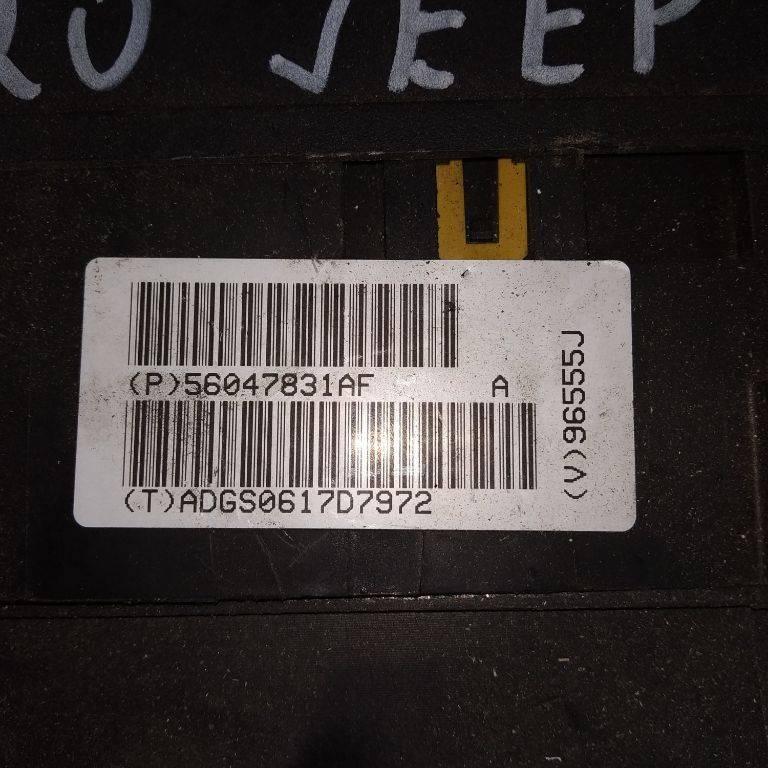 JEEP
(P)56047831AF A
(T)ADGS0617D7972
(V)96555J